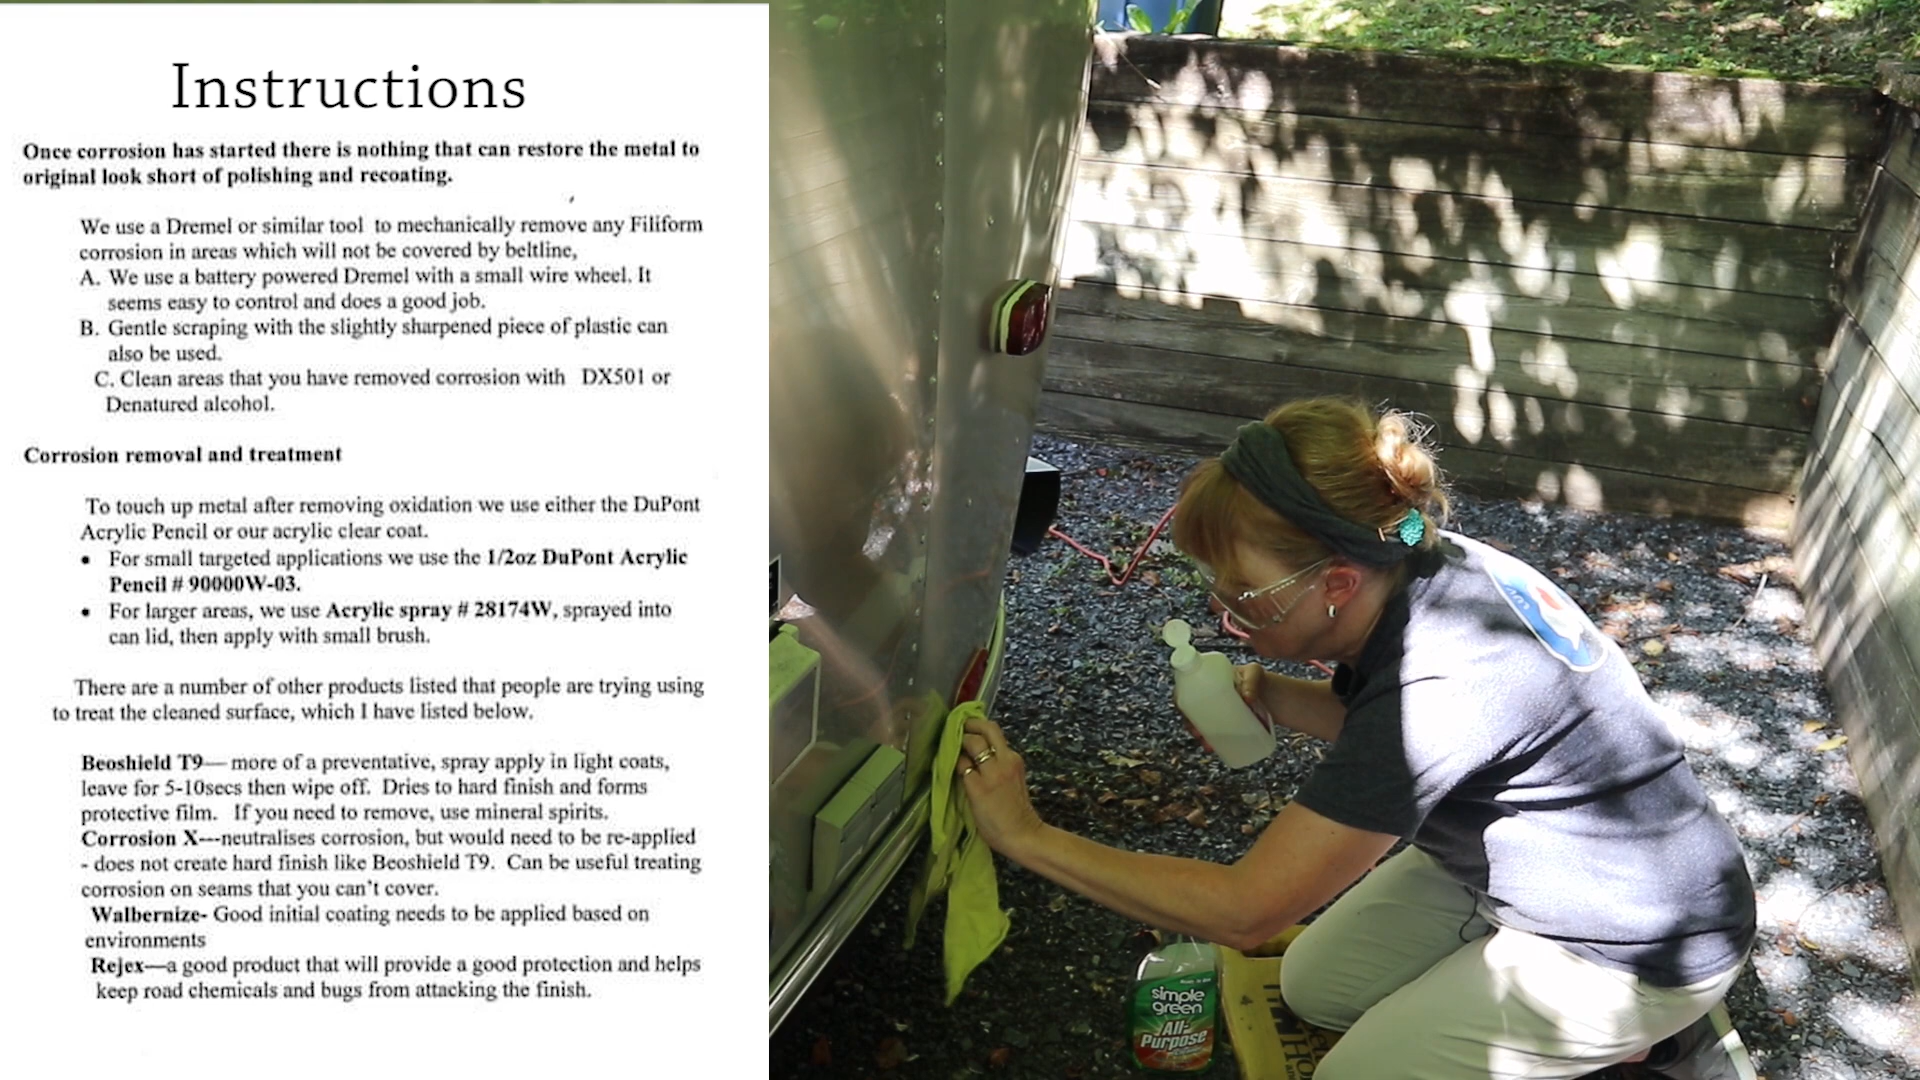 Instructions
Once corrosion has started there is nothing that can restore the metal to
original look short of polishing and recoating.
We use a Dremel or similar tool to mechanically remove any Filiform
corrosion in areas which will not be covered by beltline,
A. We use a battery powered Dremel with a small wire wheel. It
seems easy to control and does a good job.
B. Gentle scraping with the slightly sharpened piece of plastic can
also be used.
C. Clean areas that you have removed corrosion with DX501 or
Denatured alcohol.
Corrosion removal and treatment
To touch up metal after removing oxidation we use either the DuPont
Acrylic Pencil or our acrylic clear coat.
• For small targeted applications we use the 1/2oz DuPont Acrylic
Pencil # 90000W-03.
• For larger areas, we use Acrylic spray # 28174W, sprayed into
can lid, then apply with small brush.
There are a number of other products listed that people are trying using
to treat the cleaned surface, which I have listed below.
Beoshield T9— more of a preventative, spray apply in light coats,
leave for 5-10secs then wipe off. Dries to hard finish and forms
protective film. If you need to remove, use mineral spirits.
Corrosion X---neutralises corrosion, but would need to be re-applied
- does not create hard finish like Beoshield T9. Can be useful treating
corrosion on seams that you can't cover.
Walbernize- Good initial coating needs to be applied based on
environments
Rejex—a good product that will provide a good protection and helps
keep road chemicals and bugs from attacking the finish.
simple
green
All-
Purpose